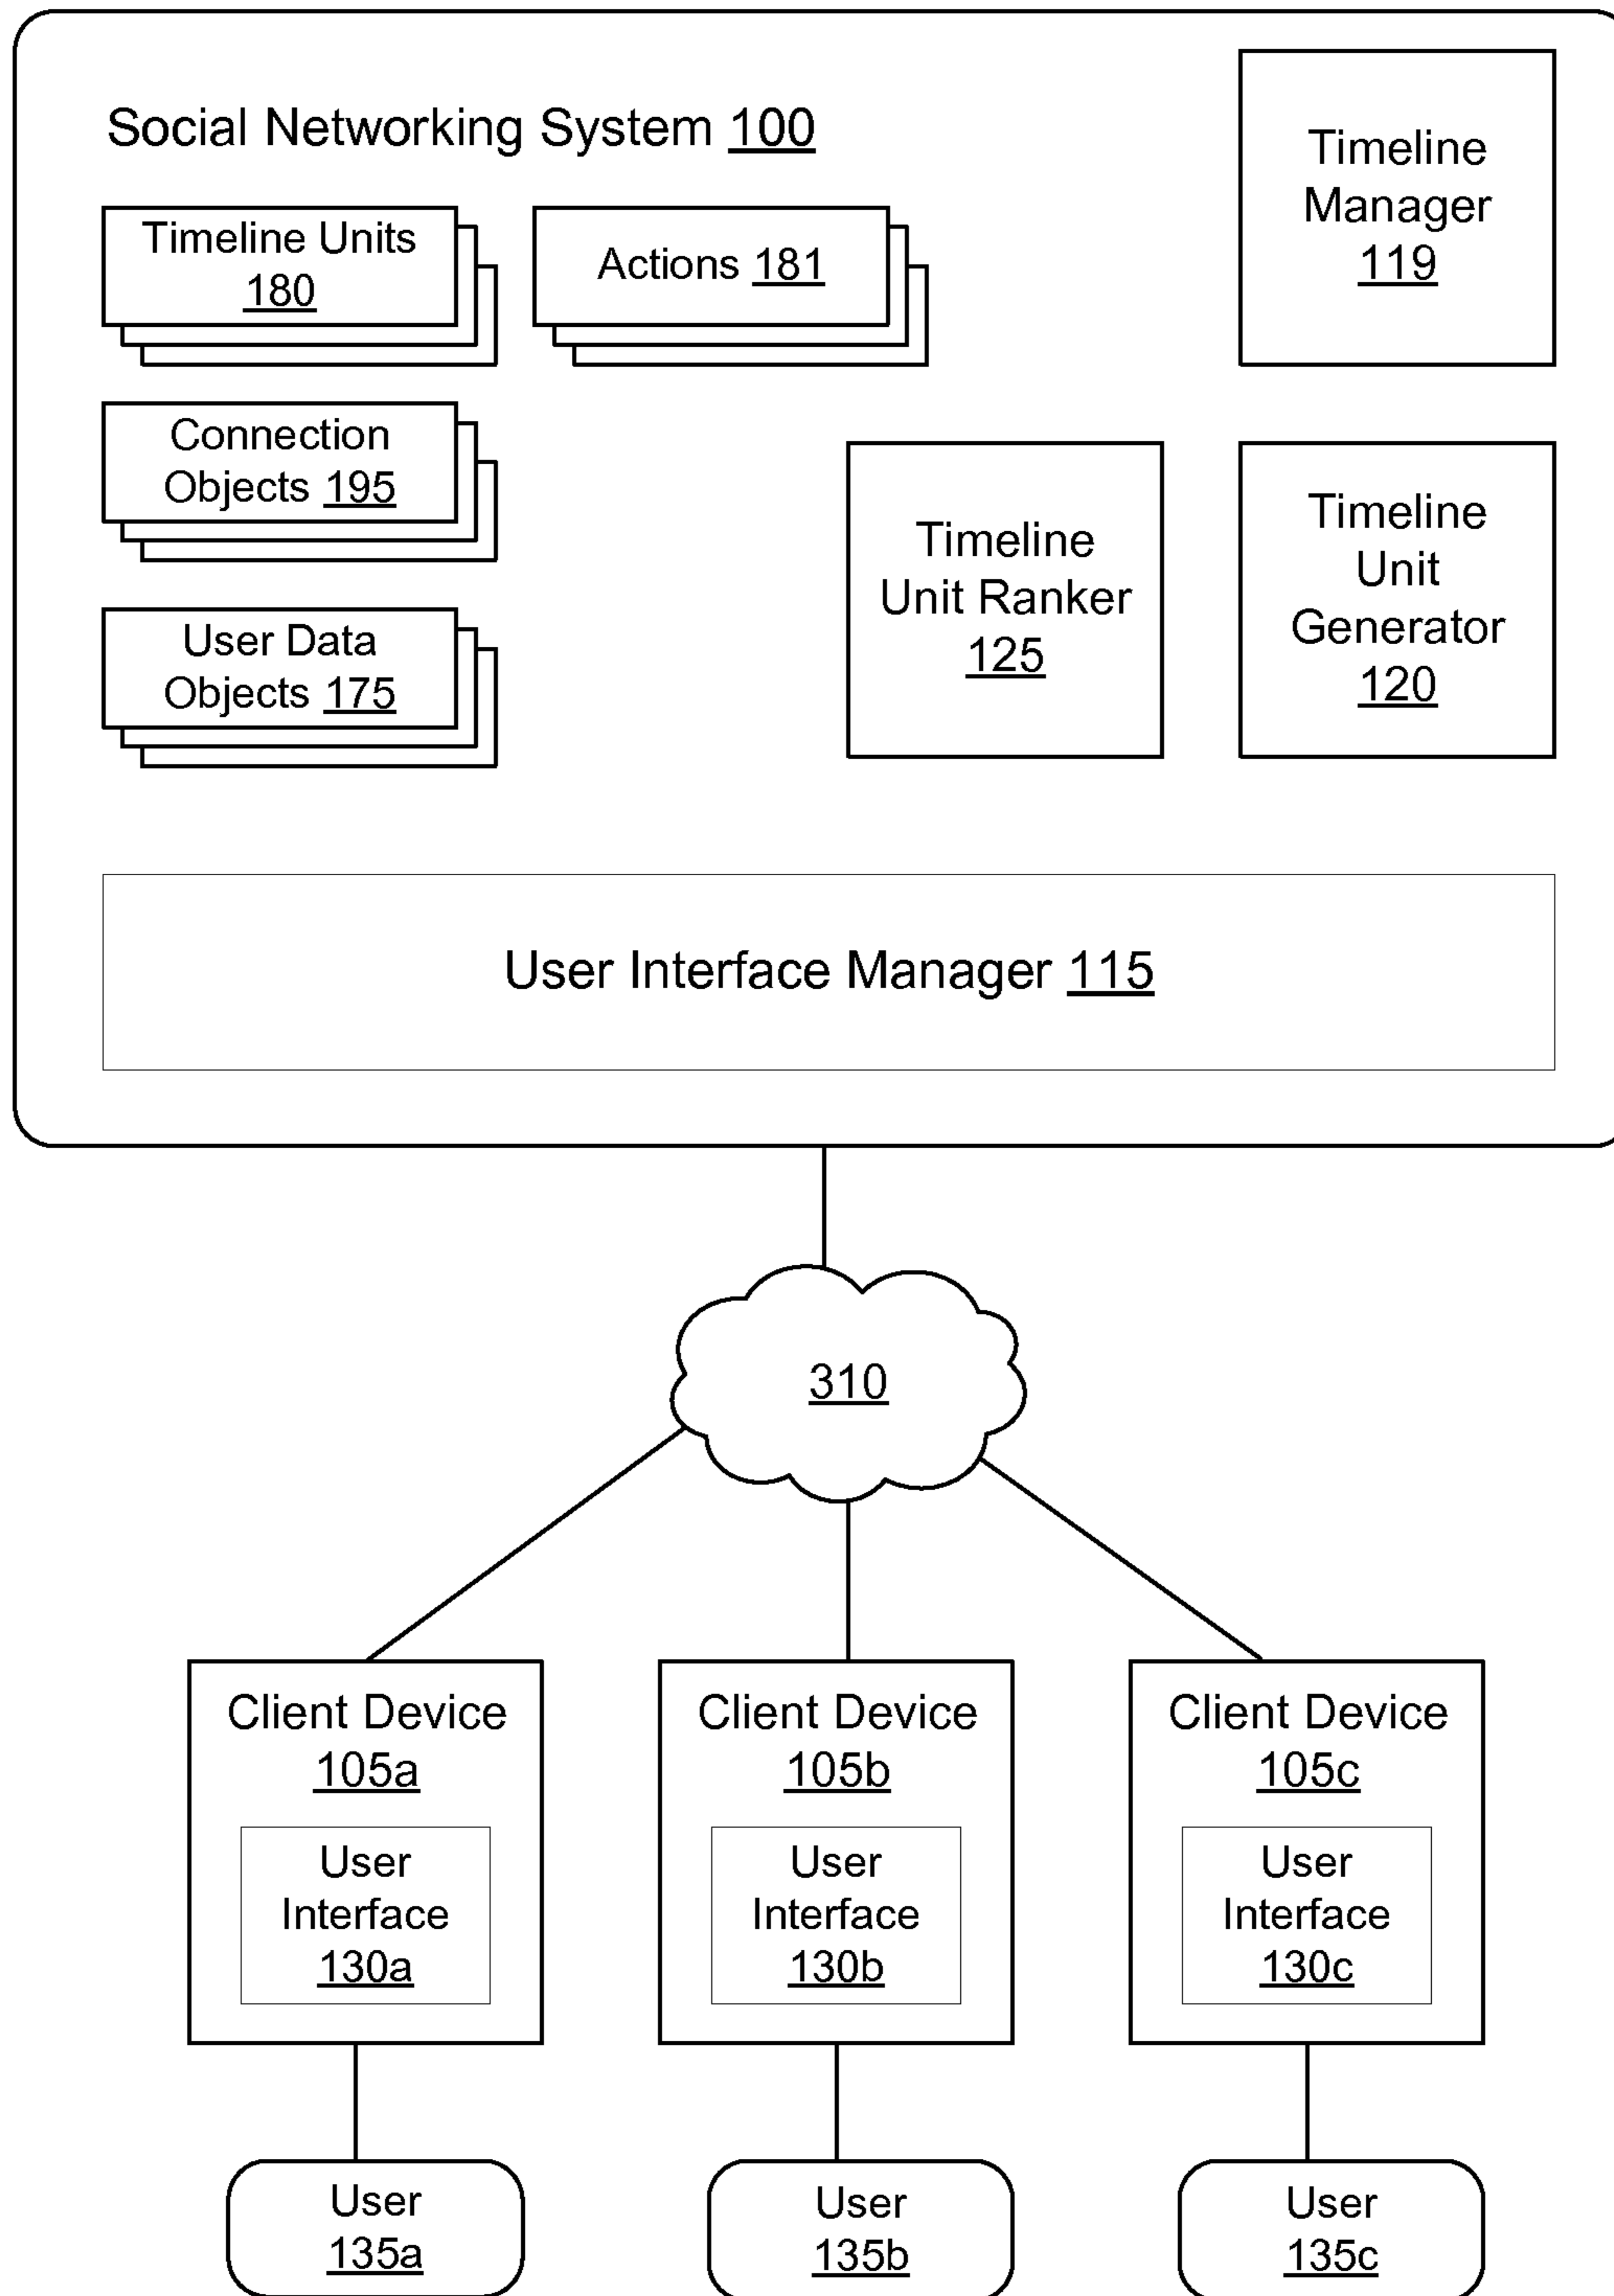 Social Networking System 100
Timeline
Manager
119
Timeline Units
180
Actions 181
Connection
Objects 195
User Data
Objects 175
Timeline
Unit Ranker
125
Timeline
Unit
Generator
120
User Interface Manager 115
310
Client Device
105a
User
Interface
130a
Client Device
105b
User
Interface
130b
Client Device
105c
User
Interface
130c
User
135a
User
135b
User
135c